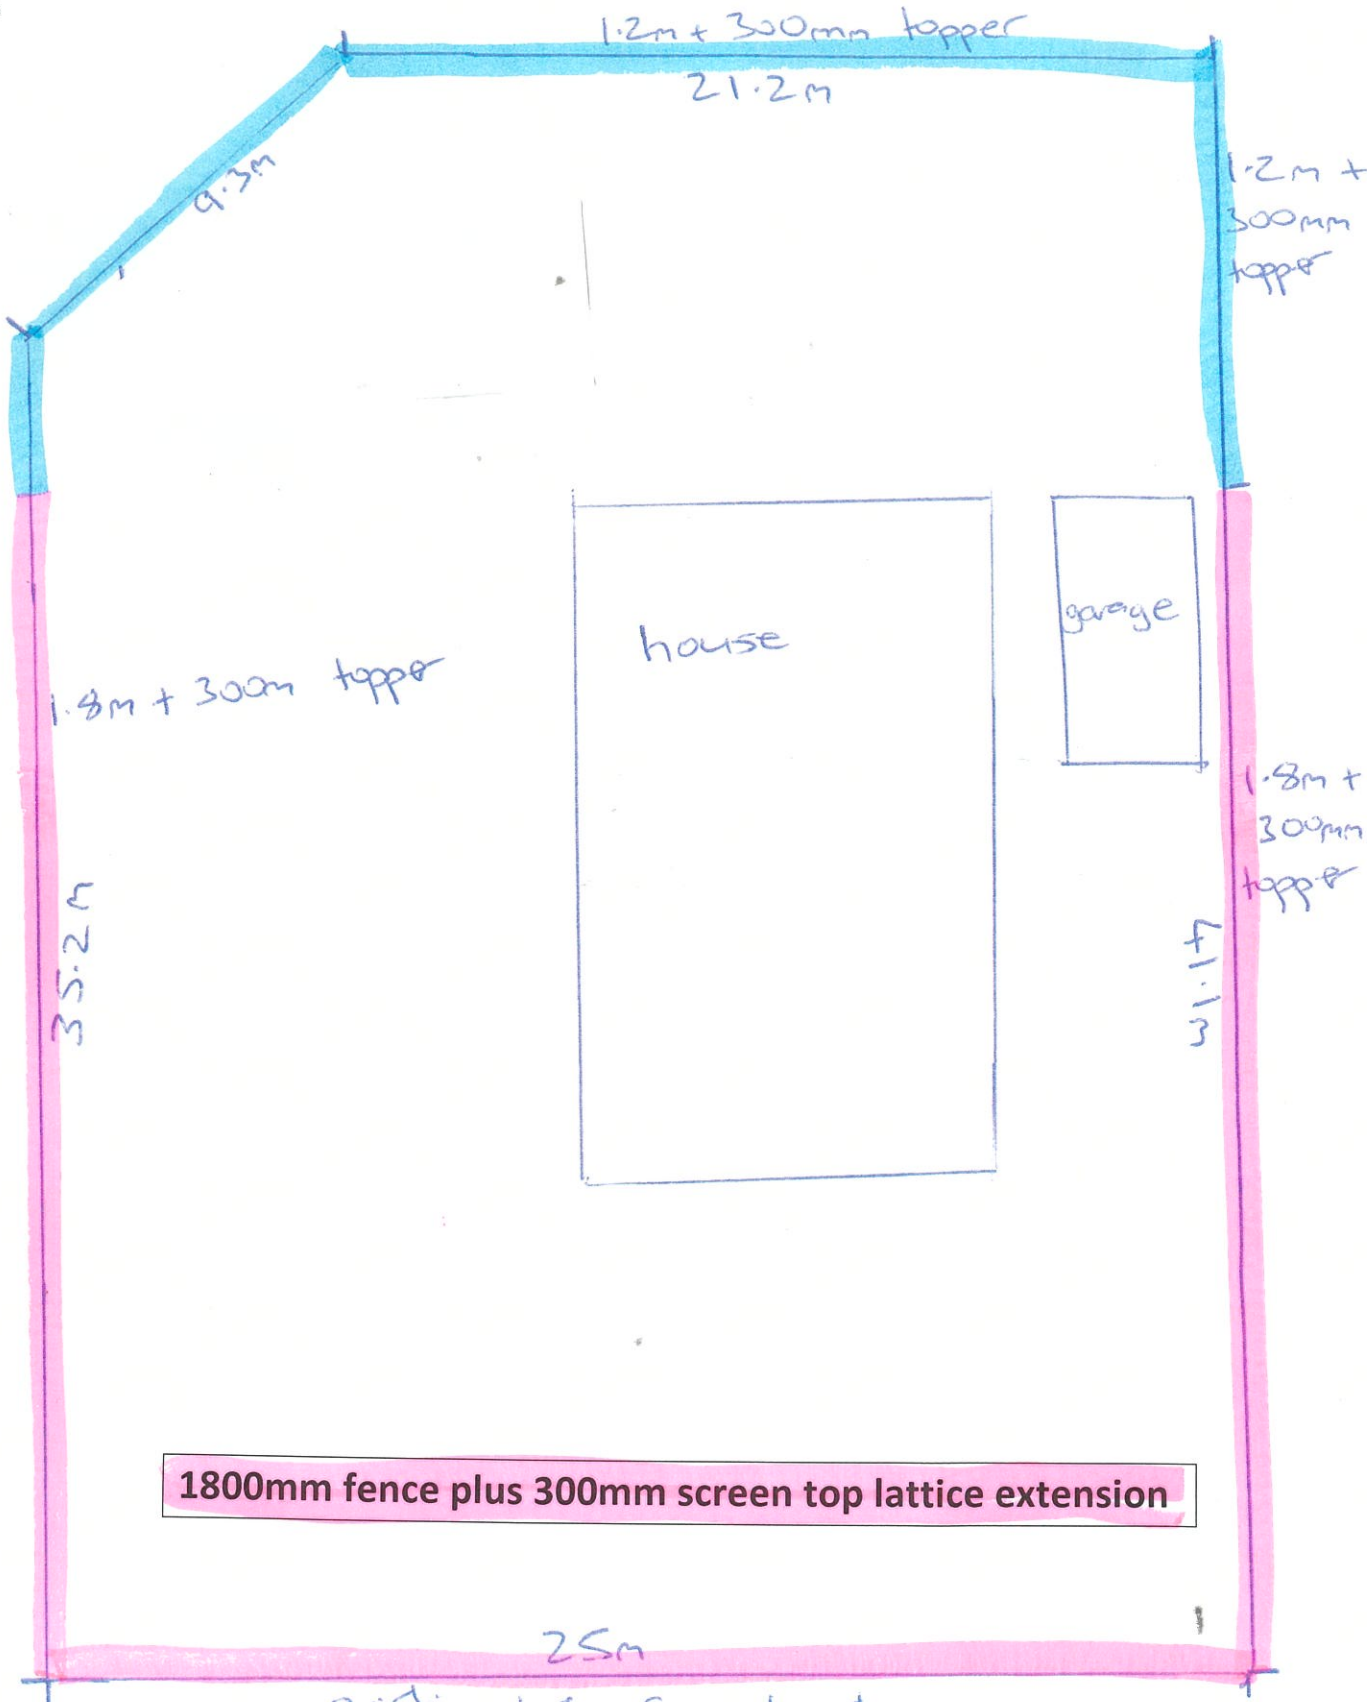 1.2m + 300mm topper
21.2m
9.3m
1.2m +
300mm
topper
house
garage
1.8m + 300m topper
1.8m +
300mm
topper
35.2m
41.1m
1800mm fence plus 300mm screen top lattice extension
25m